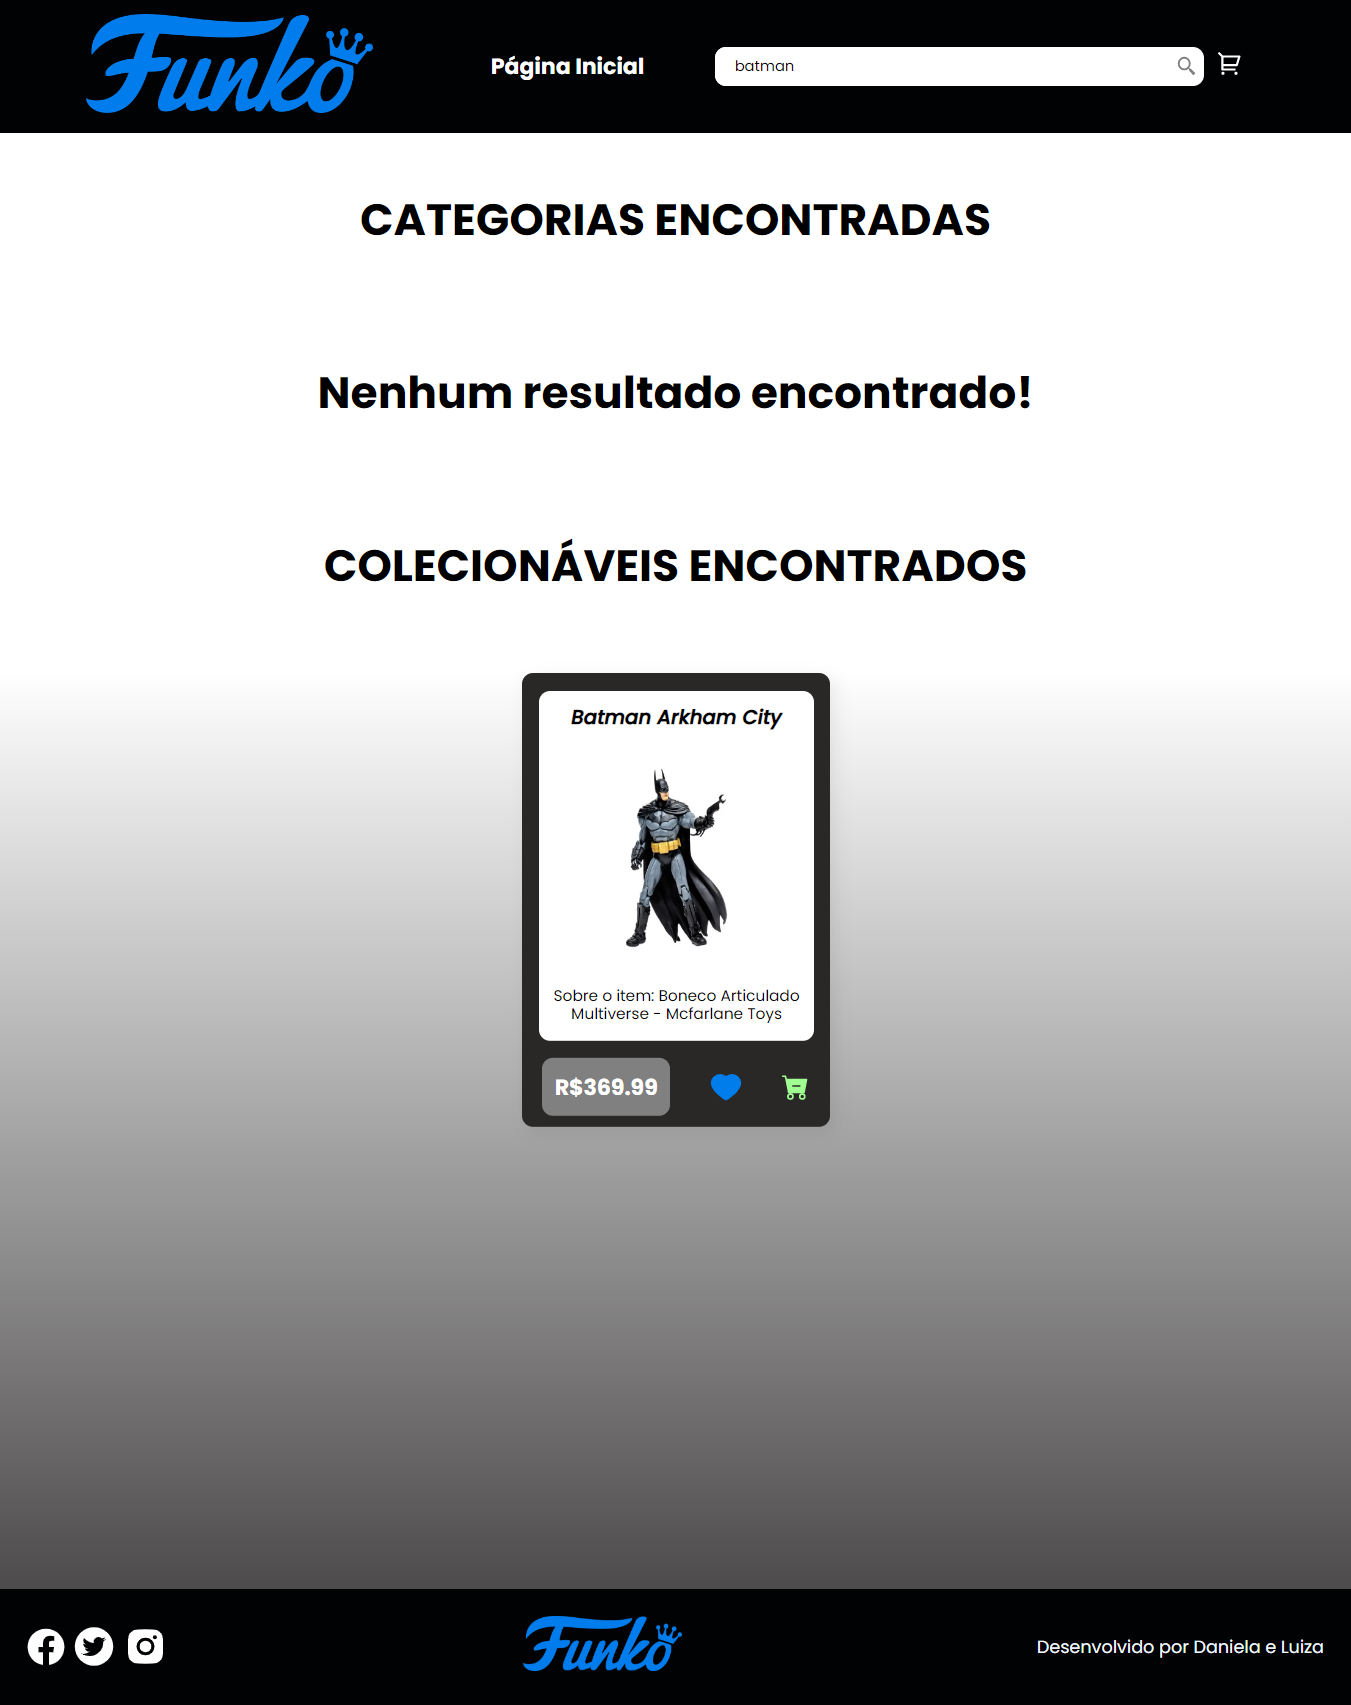 Funko
Página Inicial
batman
CATEGORIAS ENCONTRADAS
Nenhum resultado encontrado!
COLECIONÁVEIS ENCONTRADOS
Batman Arkham City
Sobre o item: Boneco Articulado
Multiverse - Mcfarlane Toys
R$369.99
Funko
Desenvolvido por Daniela e Luiza